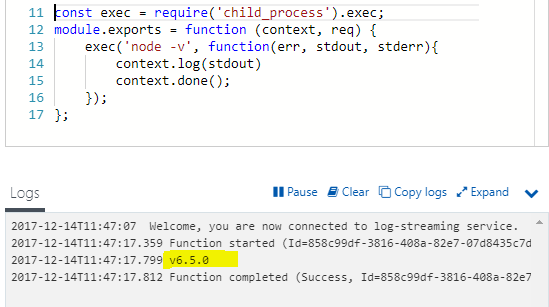 11 const exec = require('child_process').exec;
12 module.exports = function (context, req) {
13 exec('node -v', function(err, stdout, stderr){
14 context.log(stdout)
15 context.done();
16 });
17 };
Logs Pause Clear Copy logs Expand
2017-12-14T11:47:07 Welcome, you are now connected to log-streaming service.
2017-12-14T11:47:17.359 Function started (Id=858c99df-3816-408a-82e7-07d8435c7d
2017-12-14T11:47:17.799 v6.5.0
2017-12-14T11:47:17.812 Function completed (Success, Id=858c99df-3816-408a-82e7